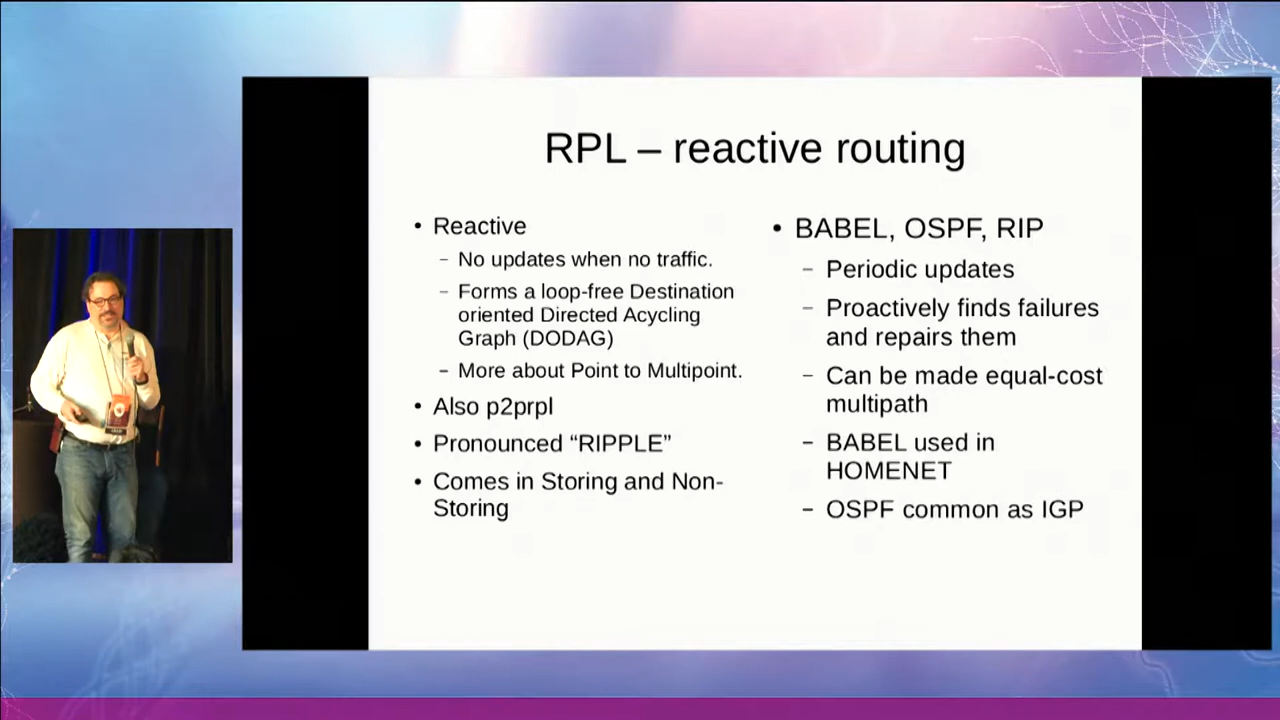 RPL – reactive routing
• Reactive
– No updates when no traffic.
– Forms a loop-free Destination
oriented Directed Acycling
Graph (DODAG)
– More about Point to Multipoint.
• Also p2prpl
• Pronounced “RIPPLE”
• Comes in Storing and Non-
Storing
• BABEL, OSPF, RIP
– Periodic updates
– Proactively finds failures
and repairs them
– Can be made equal-cost
multipath
– BABEL used in
HOMENET
– OSPF common as IGP